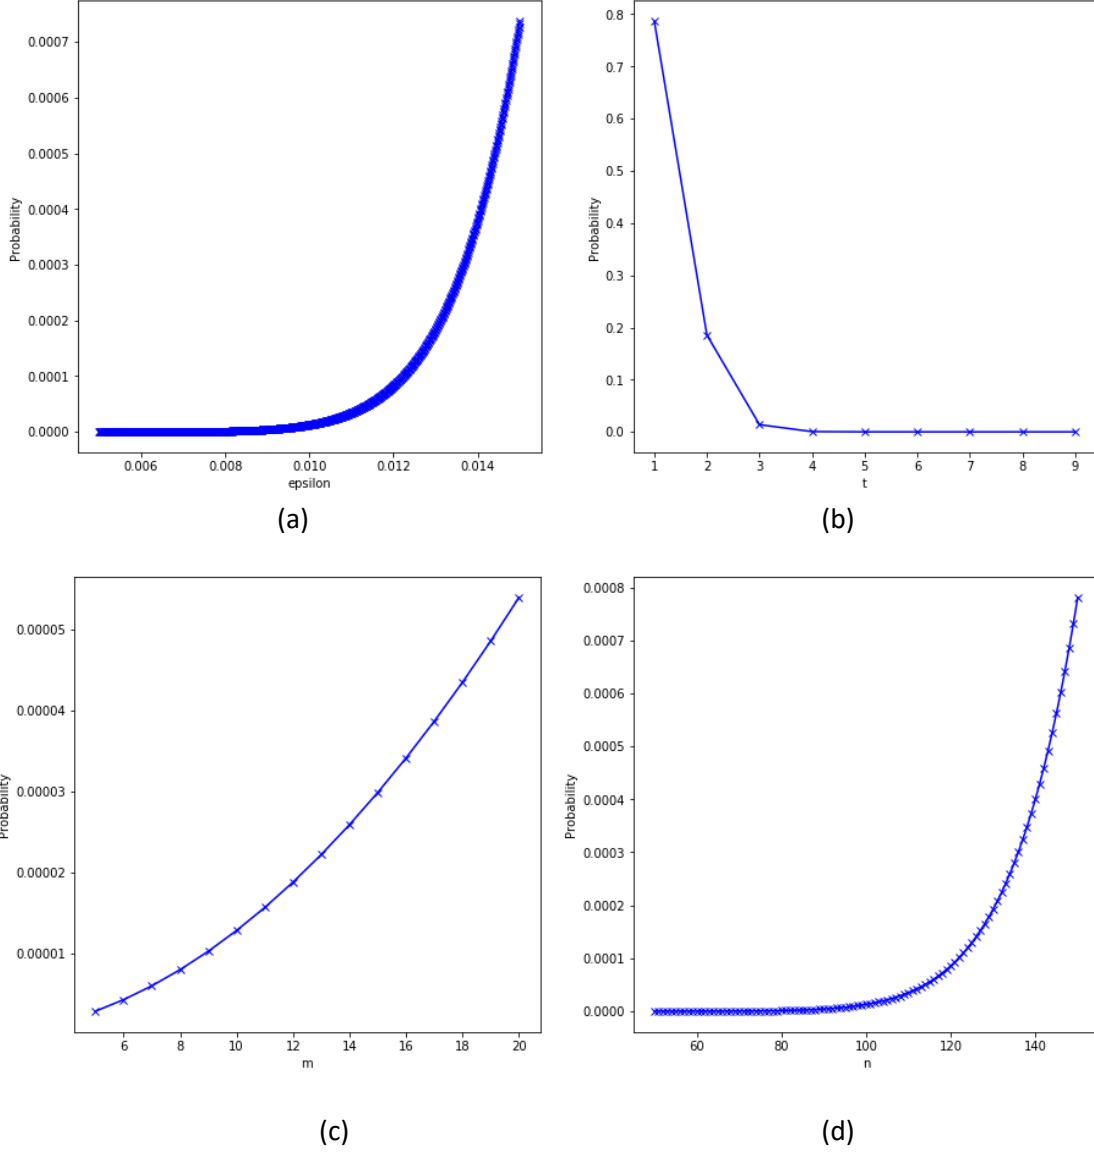 0.0007
0.0006
0.0005
0.0004
0.0003
0.0002
0.0001
0.0000
Probability
0.006 0.008 0.010 0.012 0.014
epsilon
(a)
0.8
0.7
0.6
0.5
0.4
0.3
0.2
0.1
0.0
Probability
1 2 3 4 5 6 7 8 9
t
(b)
0.00005
0.00004
0.00003
0.00002
0.00001
Probability
6 8 10 12 14 16 18 20
m
(c)
0.0008
0.0007
0.0006
0.0005
0.0004
0.0003
0.0002
0.0001
0.0000
Probability
60 80 100 120 140
n
(d)